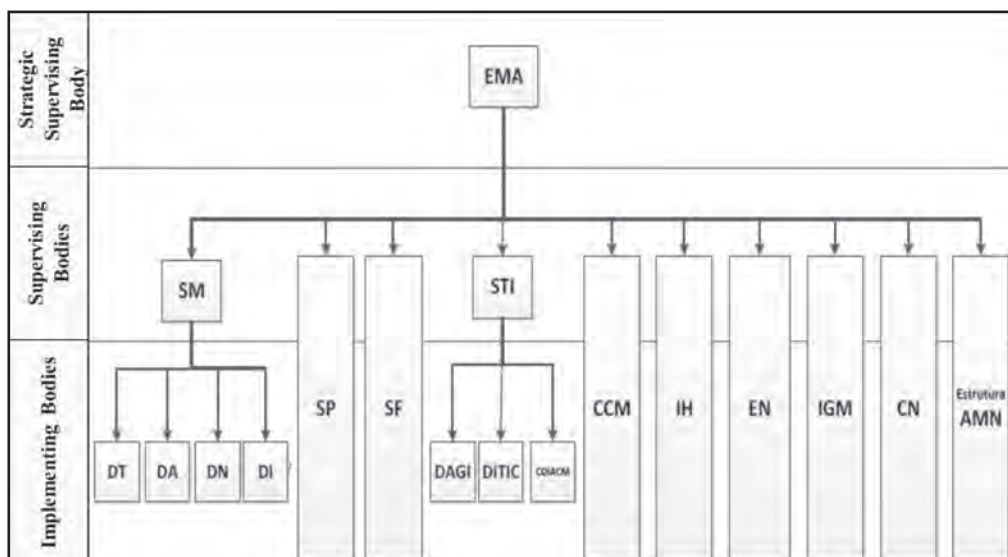 Strategic
Supervising
Body
EMA
Supervising
Bodies
SM
STI
Implementing Bodies
DT
DA
DN
DI
SP
SF
DAGI
DiTIC
CDIACM
CCM
IH
EN
IGM
CN
Estrutura
AMN